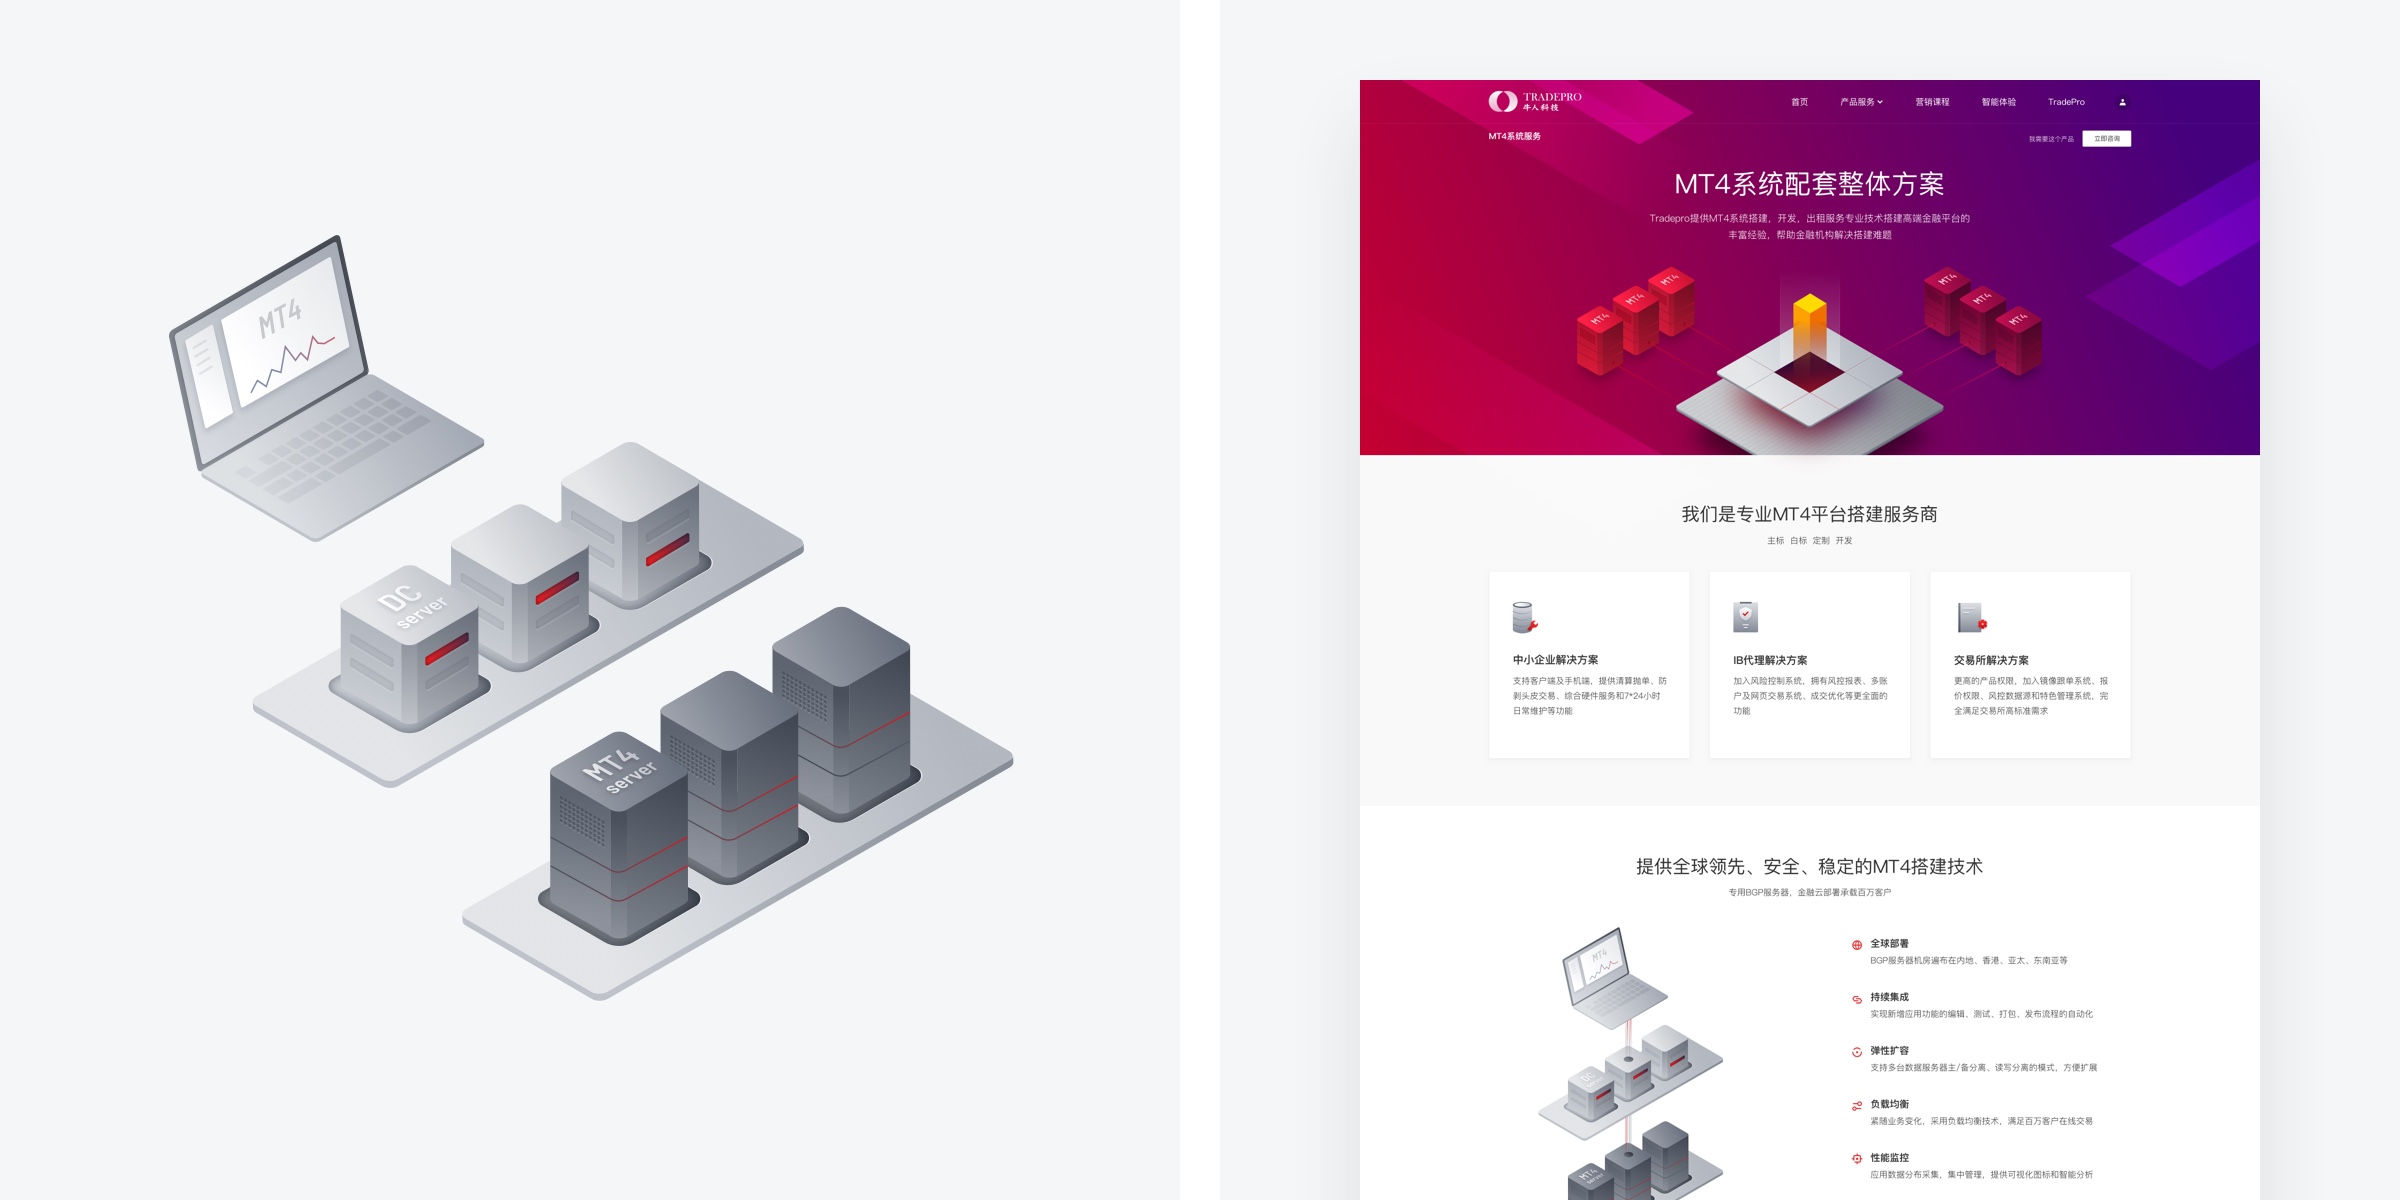 MT4
DC
server
MT4
server
TRADEPRO
牛人科技
首页
产品服务
营销课程
智能体验
TradePro
MT4系统服务
我需要这个产品
立即咨询
MT4系统配套整体方案
Tradepro提供MT4系统搭建，开发，出租服务专业技术搭建高端金融平台的
丰富经验，帮助金融机构解决搭建难题
MT4
MT4
MT4
MT4
MT4
MT4
我们是专业MT4平台搭建服务商
主标 白标 定制 开发
中小企业解决方案
支持客户端及手机端，提供清算抛单、防
剥头皮交易、综合硬件服务和7*24小时
日常维护等功能
IB代理解决方案
加入风险控制系统，拥有风控报表、多账
户及网页交易系统、成交优化等更全面的
功能
交易所解决方案
更高的产品权限，加入镜像跟单系统、报
价权限、风控数据源和特色管理系统，完
全满足交易所高标准需求
提供全球领先、安全、稳定的MT4搭建技术
专用BGP服务器，金融云部署承载百万客户
MT4
DC
server
MT4
server
全球部署
BGP服务器机房遍布在内地、香港、亚太、东南亚等
持续集成
实现新增应用功能的编辑、测试、打包、发布流程的自动化
弹性扩容
支持多台数据服务器主/备分离、读写分离的模式，方便扩展
负载均衡
紧随业务变化，采用负载均衡技术，满足百万客户在线交易
性能监控
应用数据分布采集，集中管理，提供可视化图标和智能分析